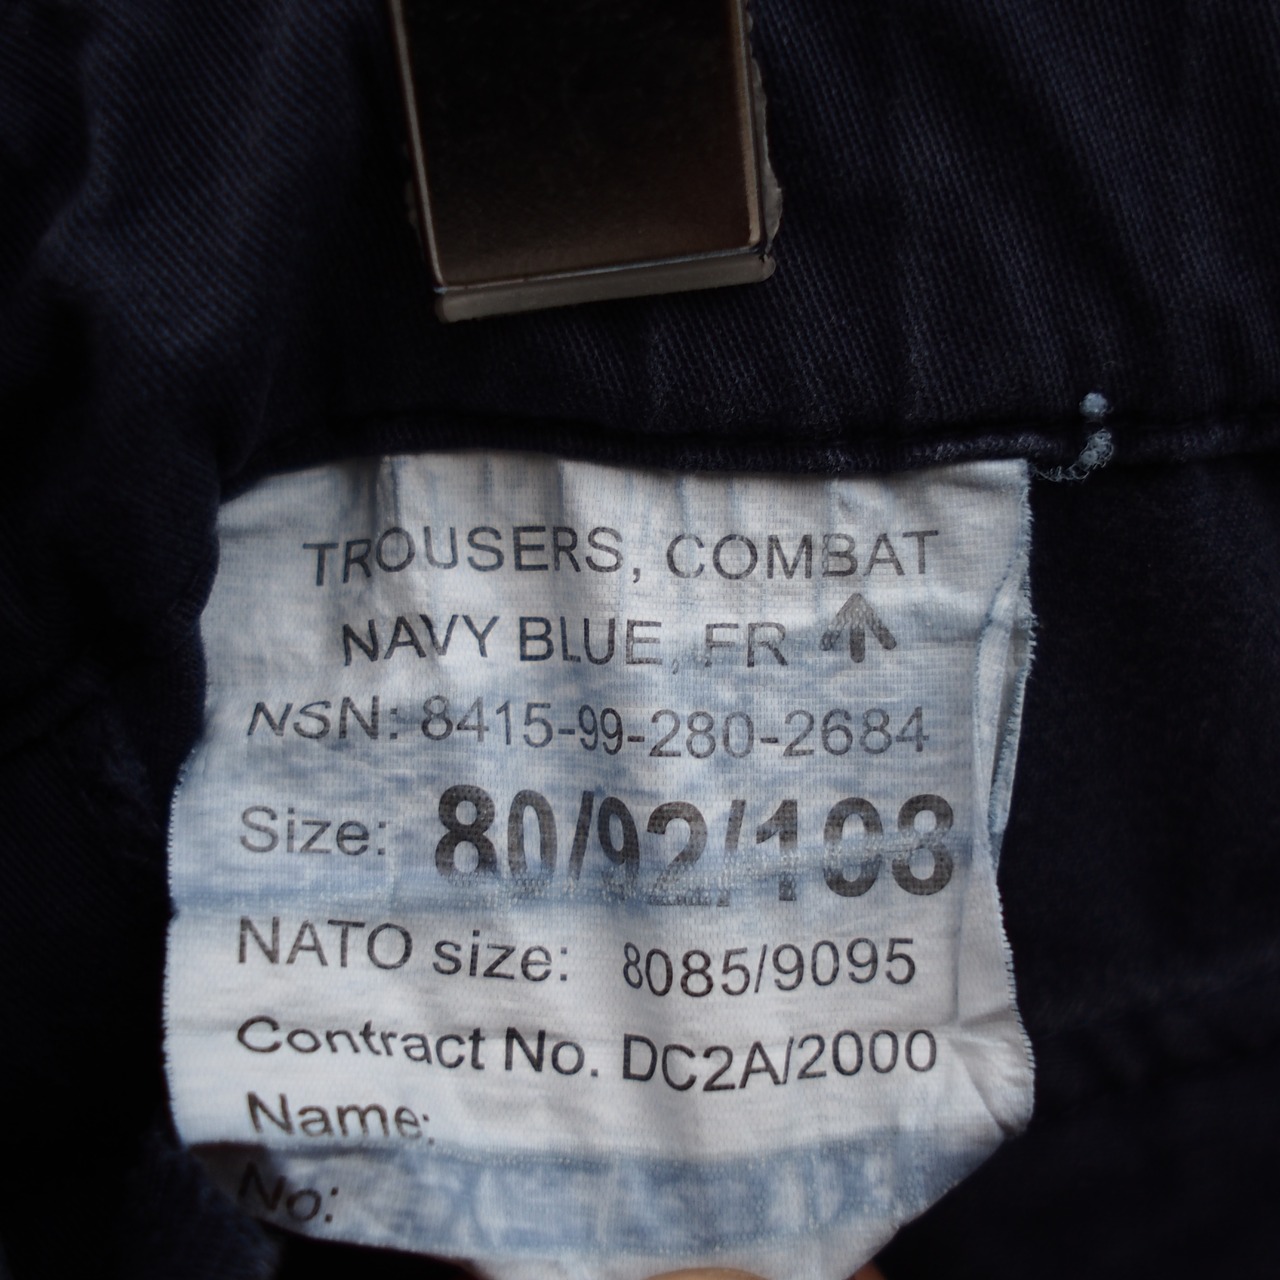 TROUSERS, COMBAT
NAVY BLUE, FR
NSN: 8415-99-280-2684
Size: 80/92/108
NATO size: 8085/9095
Contract No. DC2A/2000
Name:
No: